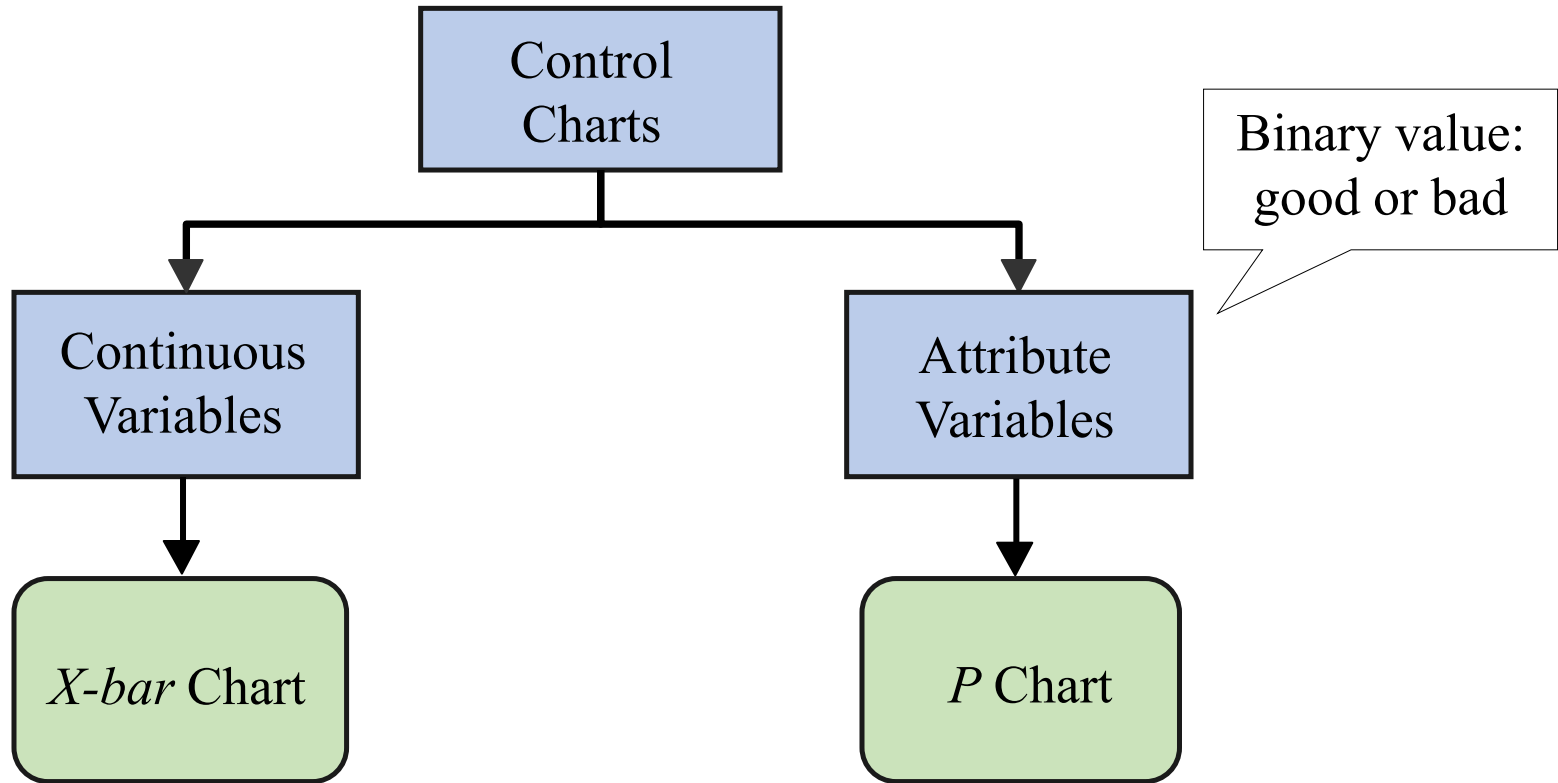 Control
Charts
Binary value:
good or bad
Continuous
Variables
Attribute
Variables
X-bar Chart
P Chart